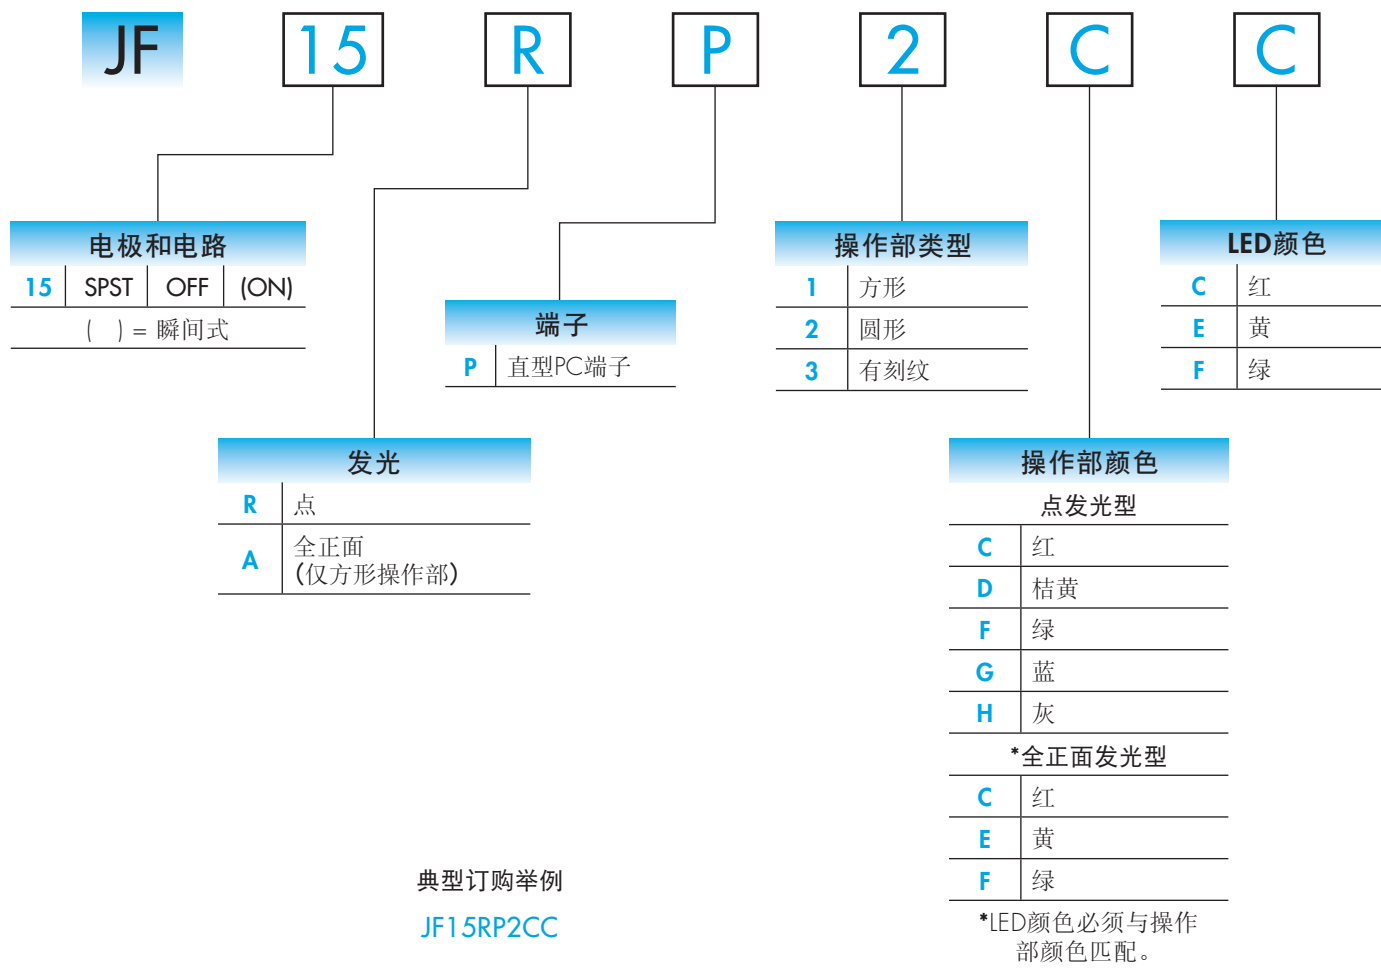 JF 15 R P 2 C C
电极和电路
15 SPST OFF (ON)
( ) = 瞬间式
发光
R 点
A 全正面
(仅方形操作部)
端子
P 直型PC端子
操作部类型
1 方形
2 圆形
3 有刻纹
操作部颜色
点发光型
C 红
D 桔黄
F 绿
G 蓝
H 灰
*全正面发光型
C 红
E 黄
F 绿
*LED颜色必须与操作
部颜色匹配。
LED颜色
C 红
E 黄
F 绿
典型订购举例
JF15RP2CC